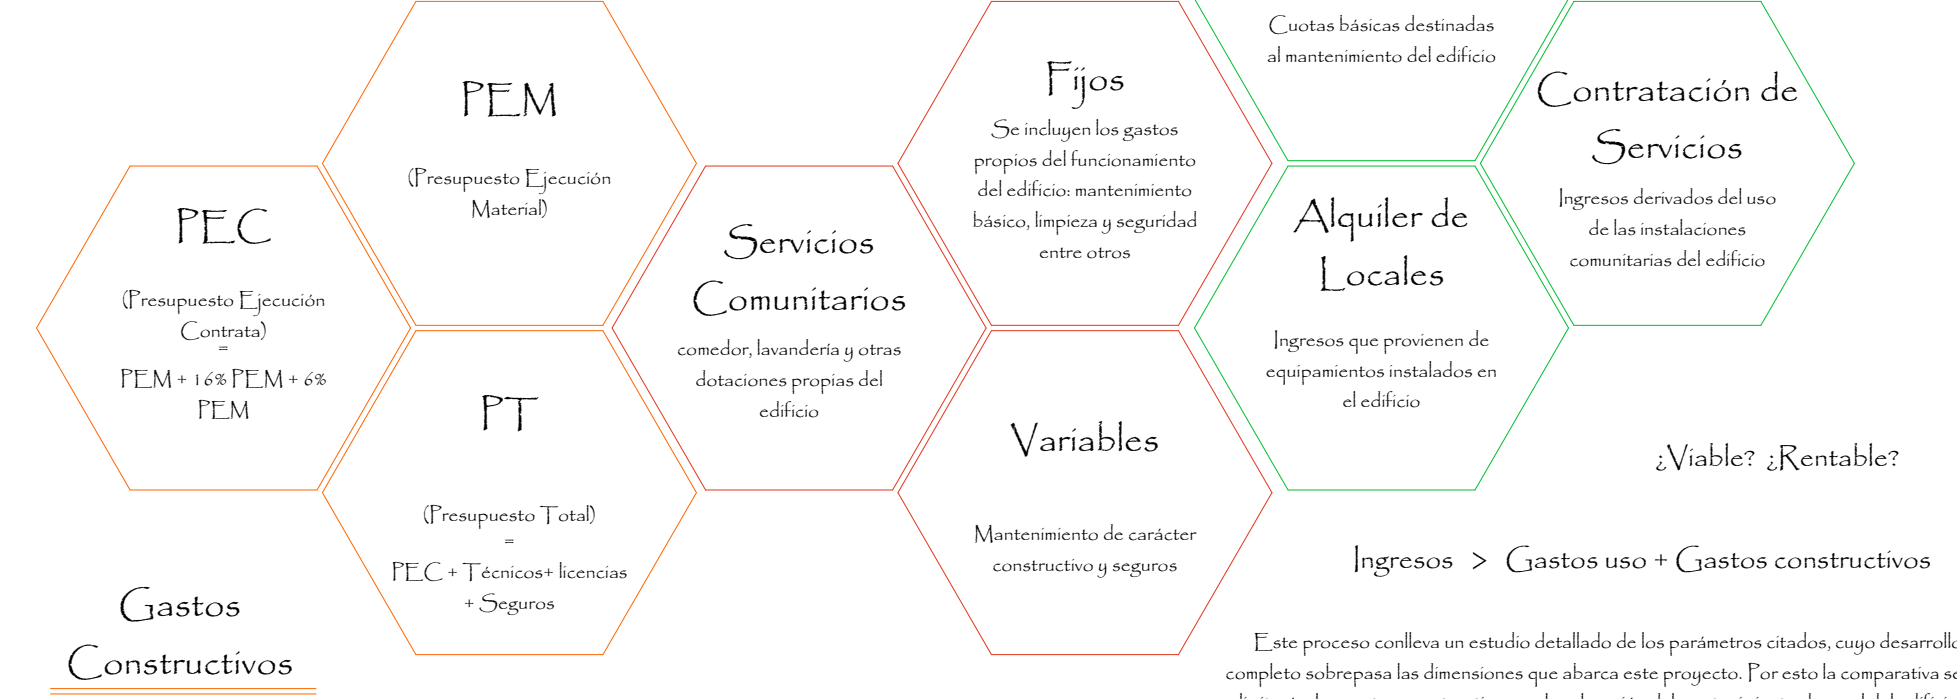 PEM
(Presupuesto Ejecución
Material)
PEC
(Presupuesto Ejecución
Contrata)
=
PEM + 16% PEM + 6%
PEM
PT
(Presupuesto Total)
=
PEC + Técnicos+ licencias
+ Seguros
Gastos
Constructivos
Servicios
Comunitarios
comedor, lavandería y otras
dotaciones propias del
edificio
Fijos
Se incluyen los gastos
propios del funcionamiento
del edificio: mantenimiento
básico, limpieza y seguridad
entre otros
Variables
Mantenimiento de carácter
constructivo y seguros
Cuotas básicas destinadas
al mantenimiento del edificio
Alquiler de
Locales
Ingresos que provienen de
equipamientos instalados en
el edificio
Contratación de
Servicios
Ingresos derivados del uso
de las instalaciones
comunitarias del edificio
¿Viable? ¿Rentable?
Ingresos > Gastos uso + Gastos constructivos
Este proceso conlleva un estudio detallado de los parámetros citados, cuyo desarrollo
completo sobrepasa las dimensiones que abarca este proyecto. Por esto la comparativa